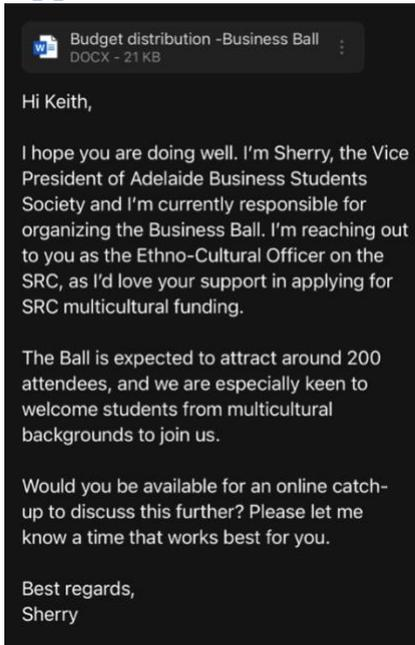 Budget distribution -Business Ball
DOCX - 21 KB
Hi Keith,
I hope you are doing well. I'm Sherry, the Vice
President of Adelaide Business Students
Society and I'm currently responsible for
organizing the Business Ball. I'm reaching out
to you as the Ethno-Cultural Officer on the
SRC, as I'd love your support in applying for
SRC multicultural funding.
The Ball is expected to attract around 200
attendees, and we are especially keen to
welcome students from multicultural
backgrounds to join us.
Would you be available for an online catch-
up to discuss this further? Please let me
know a time that works best for you.
Best regards,
Sherry